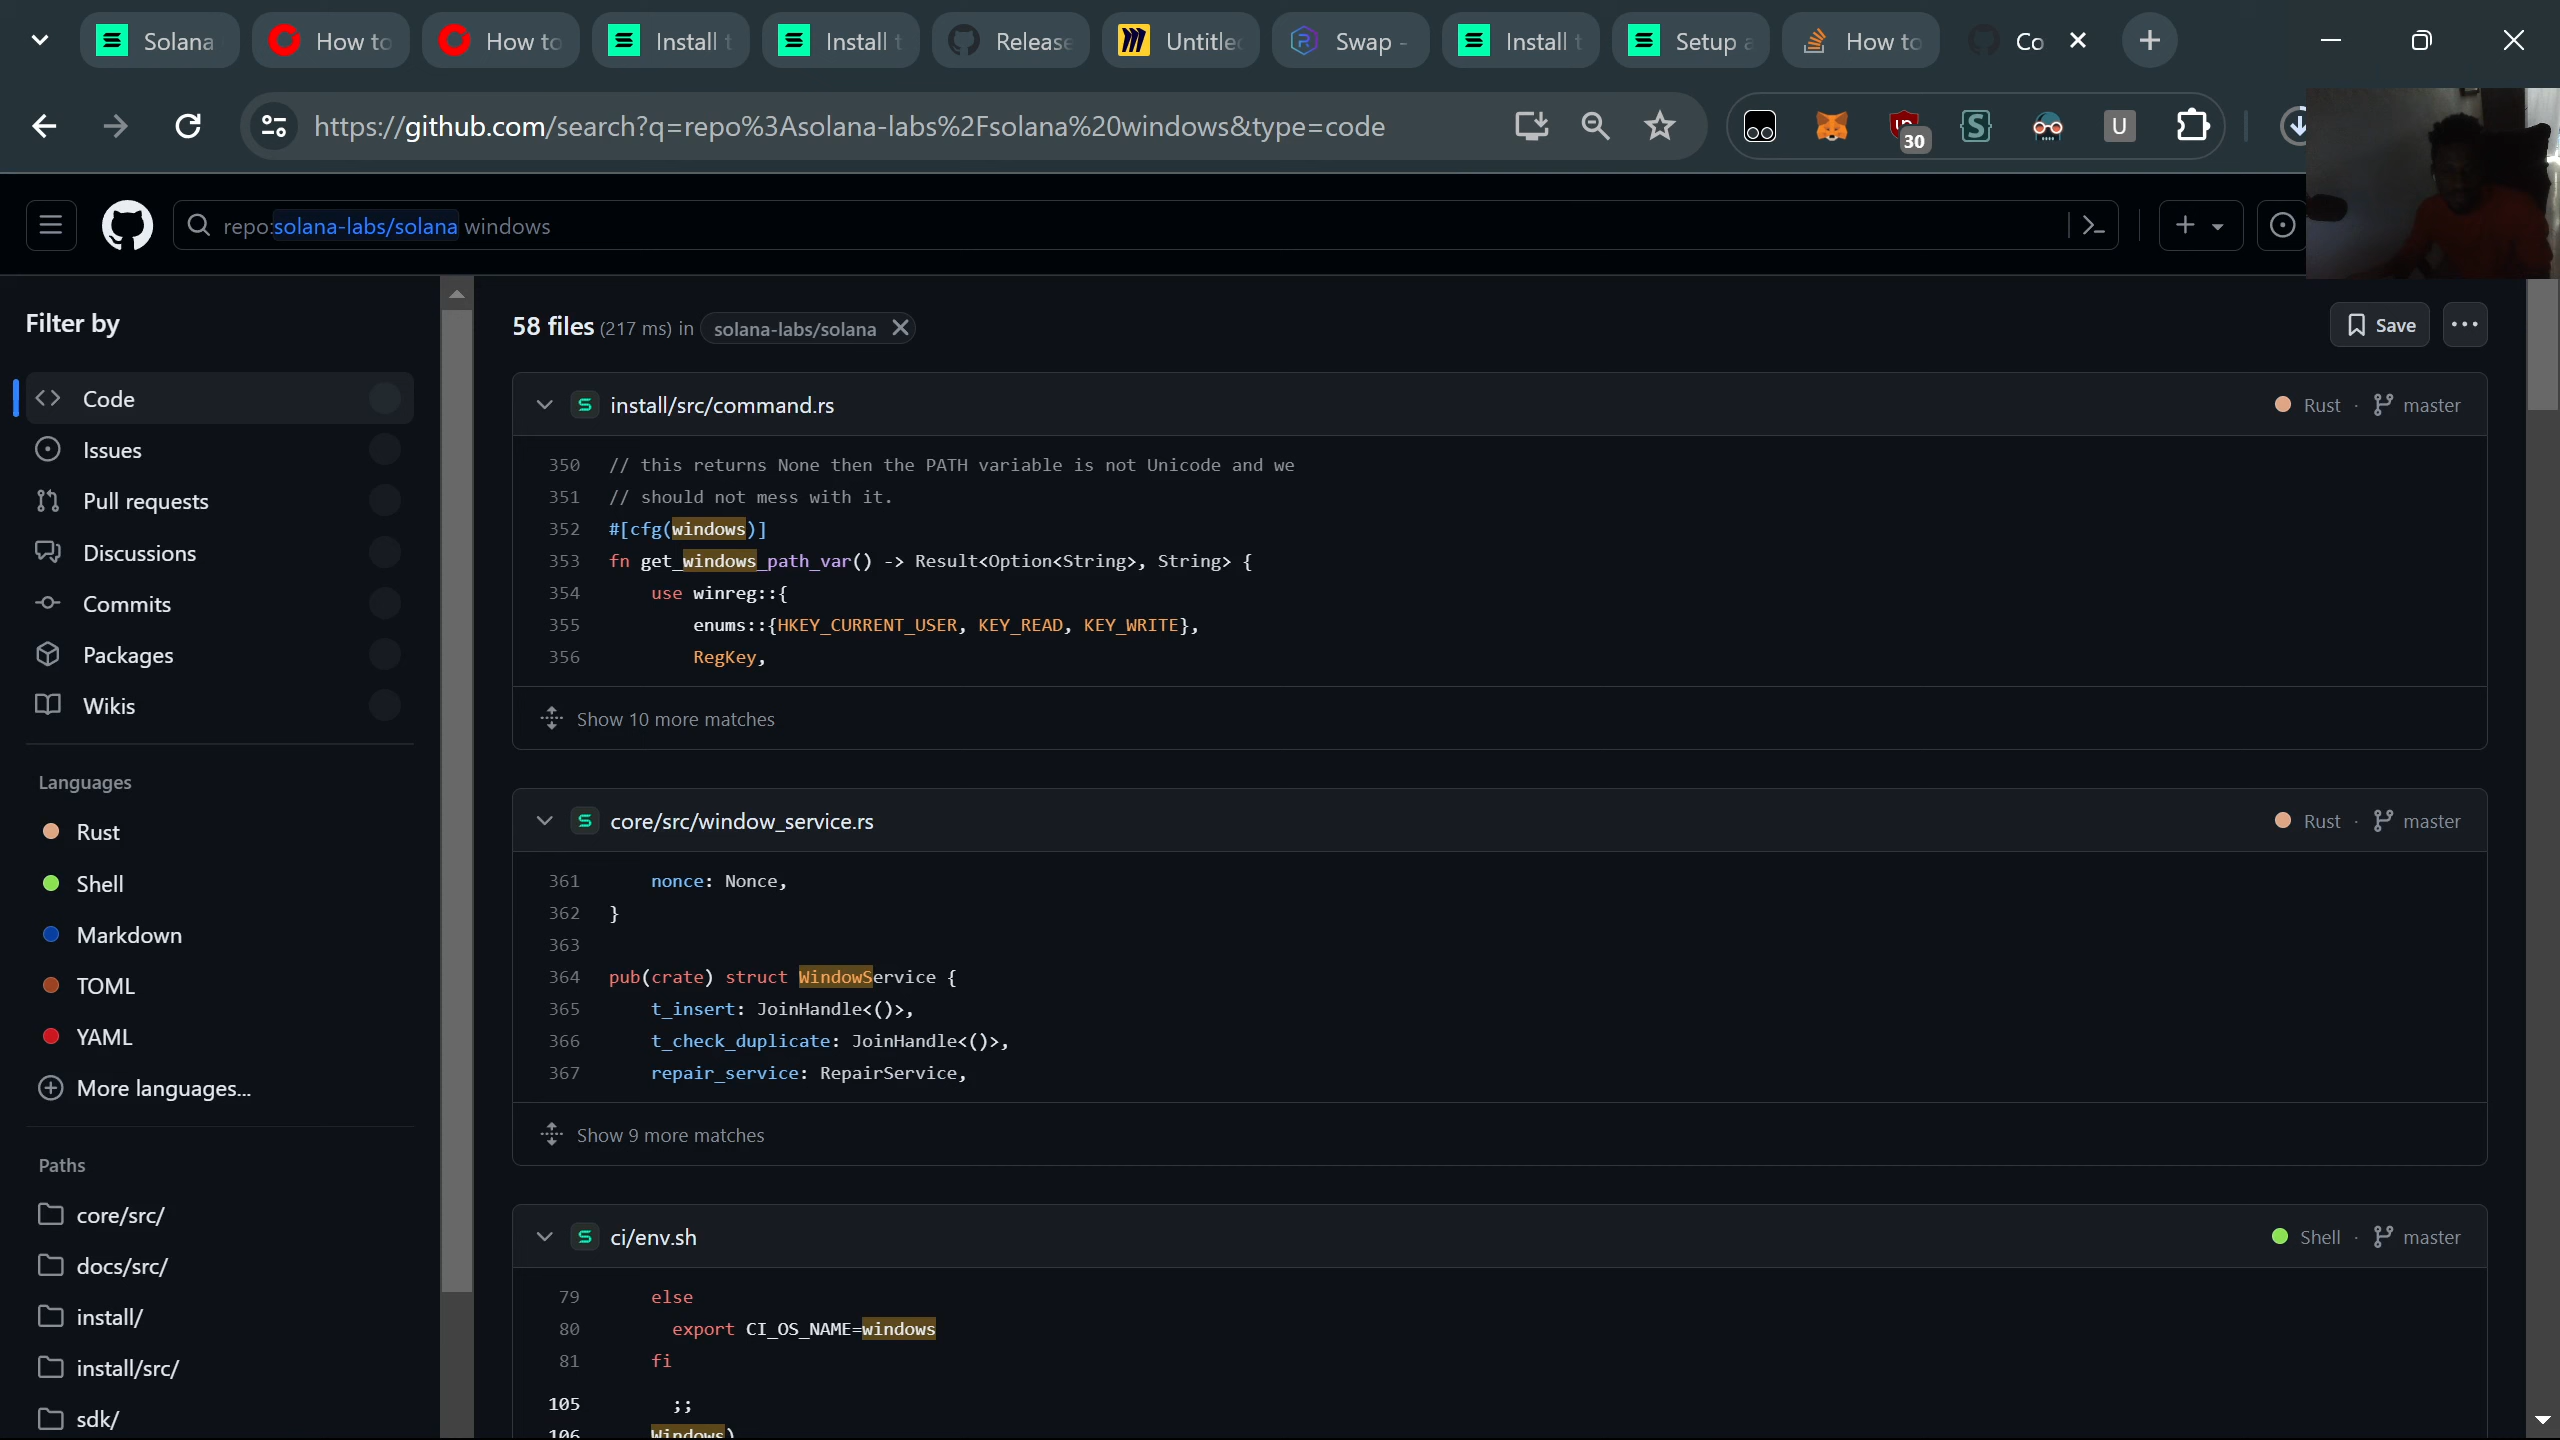 Solana
How to
How to
Install t
Install t
Release
Untitled
Swap -
Install t
Setup a
How to
Co
https://github.com/search?q=repo%3Asolana-labs%2Fsolana%20windows&type=code
30
U
repo:solana-labs/solana windows
Filter by
Code
Issues
Pull requests
Discussions
Commits
Packages
Wikis
Languages
Rust
Shell
Markdown
TOML
YAML
More languages...
Paths
core/src/
docs/src/
install/
install/src/
sdk/
58 files (217 ms) in solana-labs/solana
Save
install/src/command.rs
Rust · master
350 // this returns None then the PATH variable is not Unicode and we
351 // should not mess with it.
352 #[cfg(windows)]
353 fn get_windows_path_var() -> Result<Option<String>, String> {
354 use winreg::{
355 enums::{HKEY_CURRENT_USER, KEY_READ, KEY_WRITE},
356 RegKey,
Show 10 more matches
core/src/window_service.rs
Rust · master
361 nonce: Nonce,
362 }
363
364 pub(crate) struct WindowService {
365 t_insert: JoinHandle<()>,
366 t_check_duplicate: JoinHandle<()>,
367 repair_service: RepairService,
Show 9 more matches
ci/env.sh
Shell · master
79 else
80 export CI_OS_NAME=windows
81 fi
105 ;;
106 Windows)